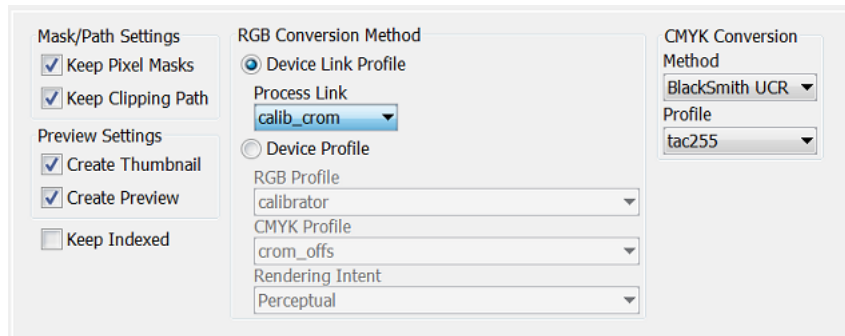 Mask/Path Settings
Keep Pixel Masks
Keep Clipping Path
Preview Settings
Create Thumbnail
Create Preview
Keep Indexed
RGB Conversion Method
Device Link Profile
Process Link
calib_crom
Device Profile
RGB Profile
calibrator
CMYK Profile
crom_offs
Rendering Intent
Perceptual
CMYK Conversion
Method
BlackSmith UCR
Profile
tac255